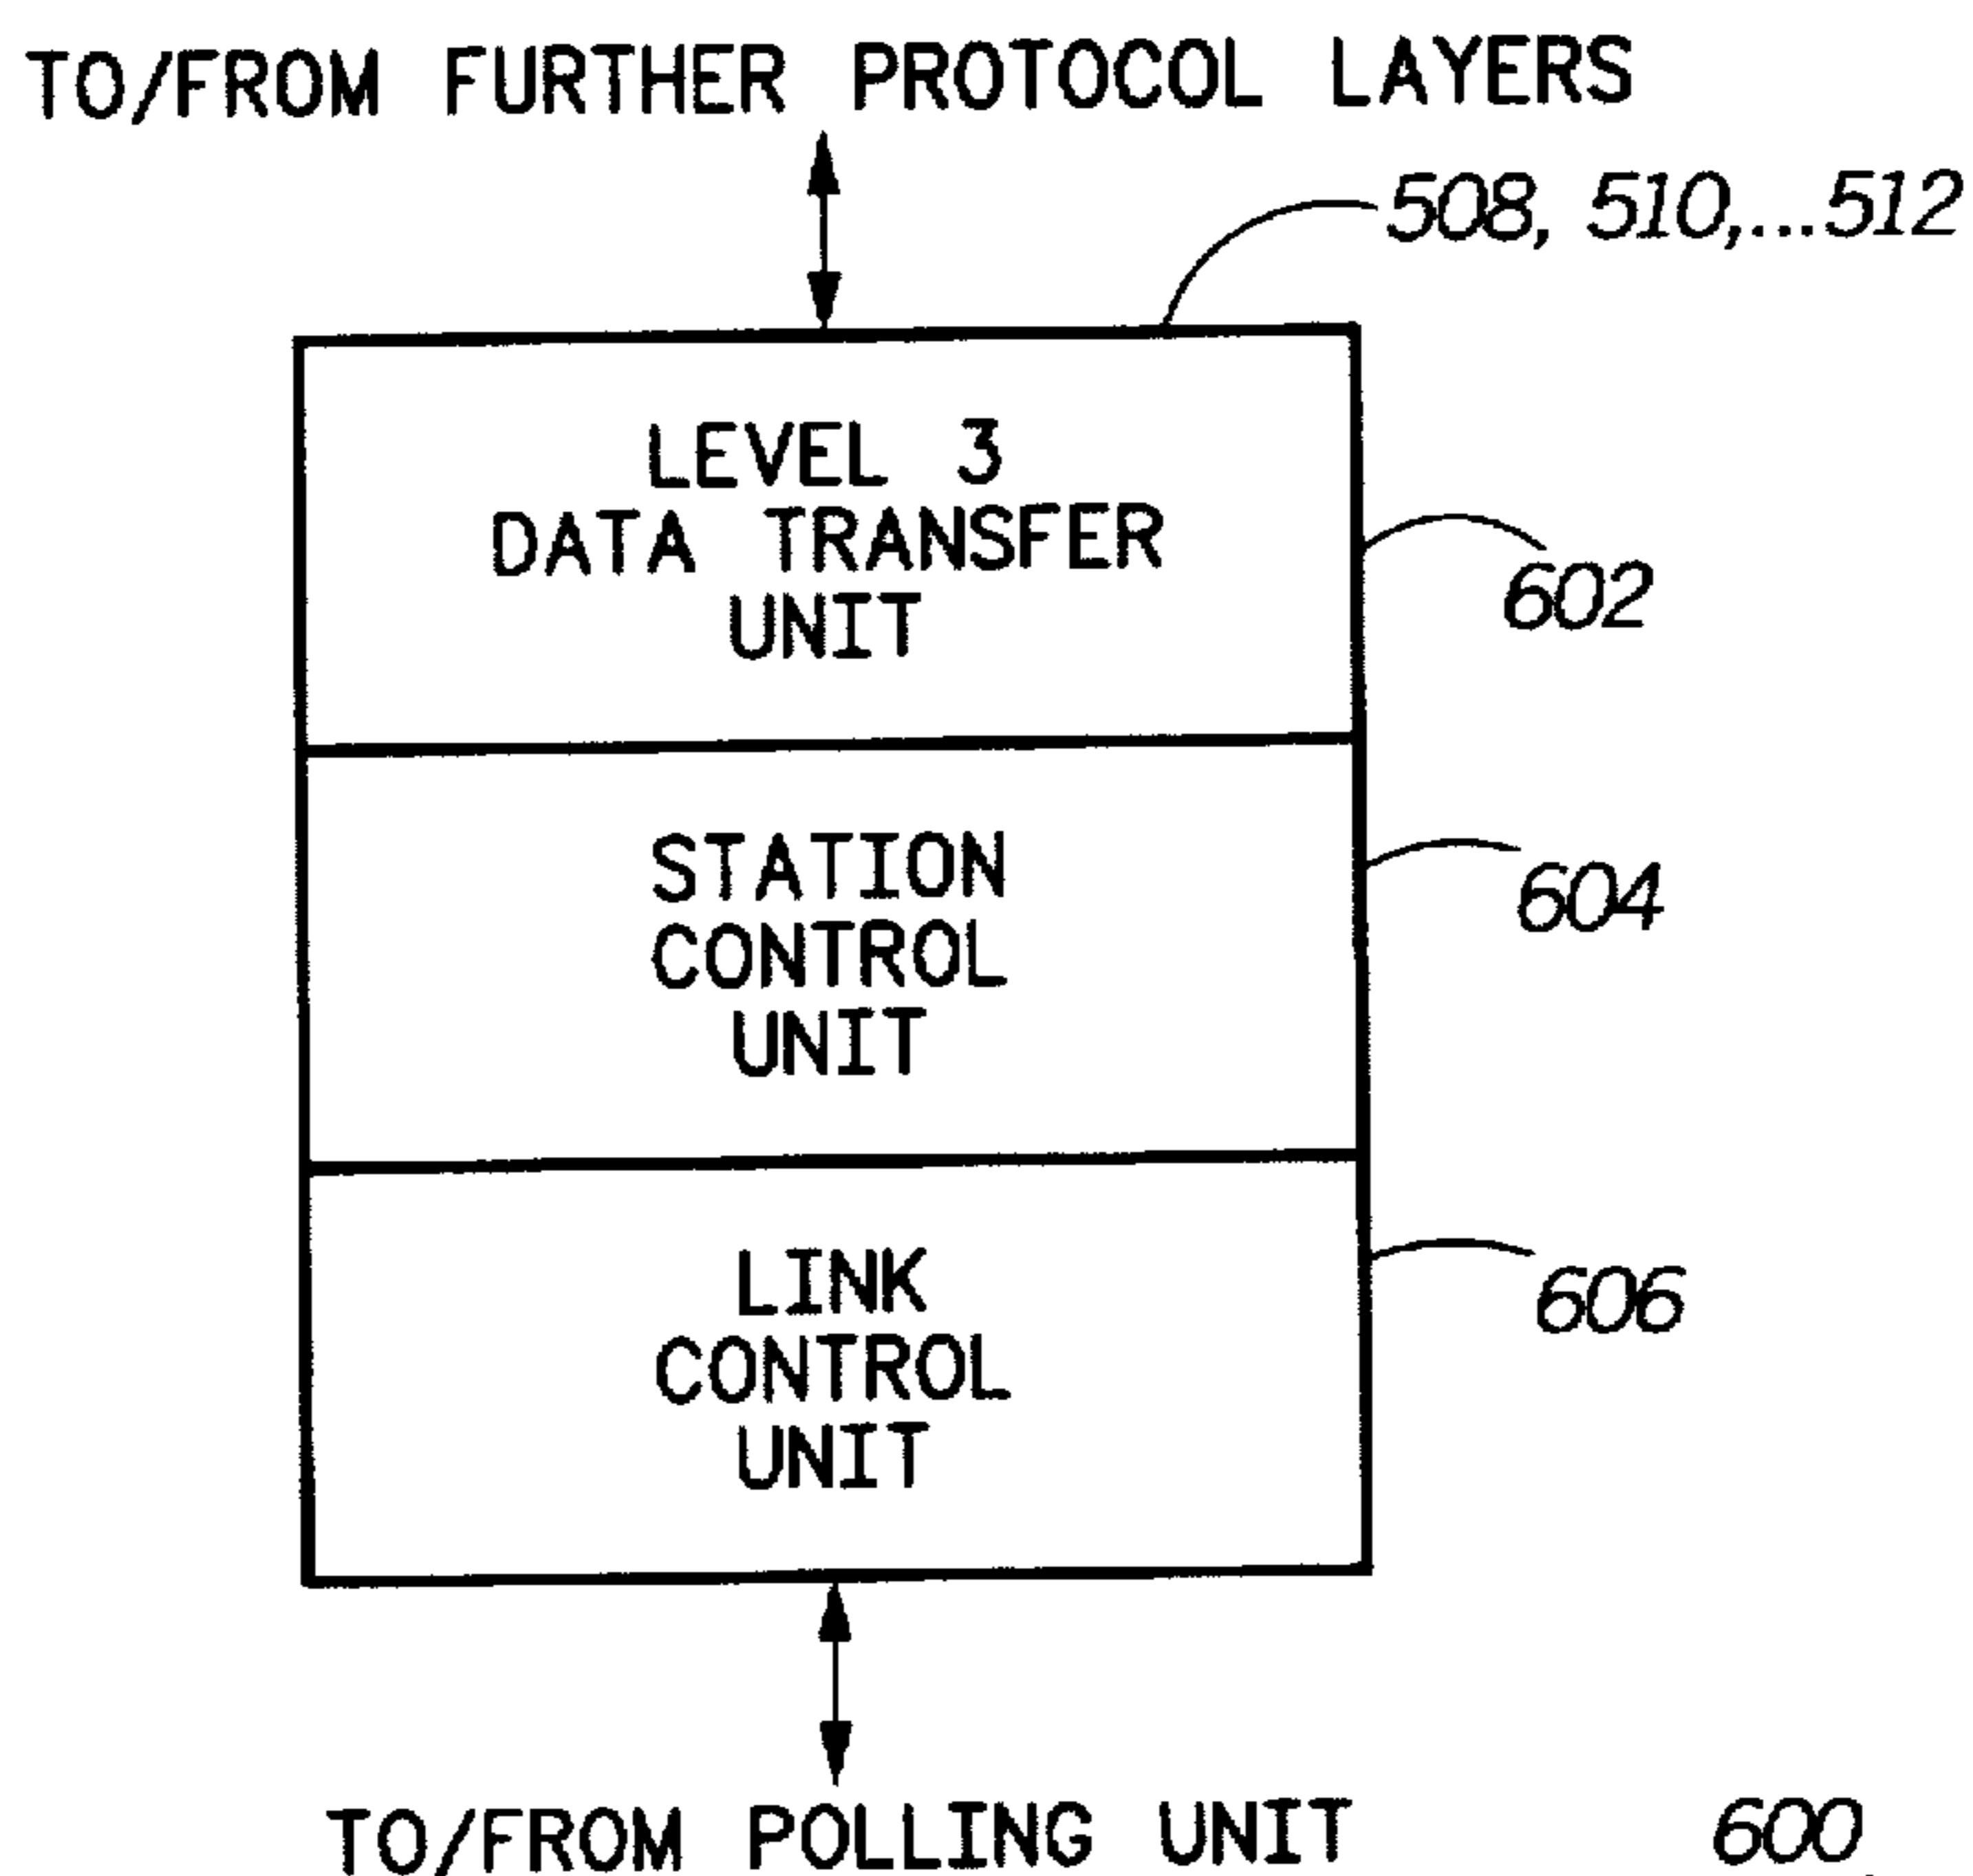 TO/FROM FURTHER PROTOCOL LAYERS
508, 510,...512
LEVEL 3
DATA TRANSFER
UNIT
602
STATION
CONTROL
UNIT
604
LINK
CONTROL
UNIT
606
TO/FROM POLLING UNIT
600